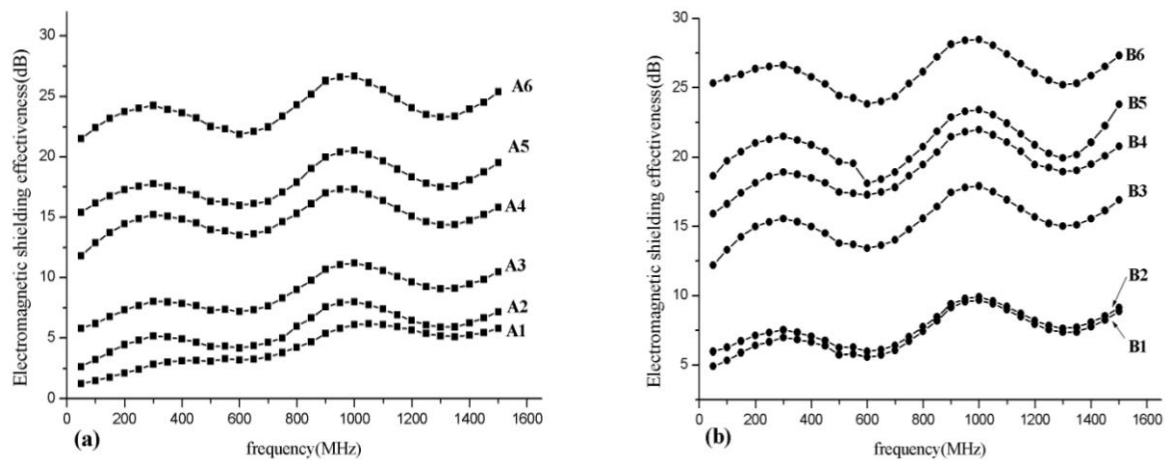 Electromagnetic shielding effectiveness(dB)
30
25
20
15
10
5
0
A6
A5
A4
A3
A2
A1
0 200 400 600 800 1000 1200 1400 1600
(a)
frequency(MHz)
Electromagnetic shielding effectiveness(dB)
30
25
20
15
10
5
B6
B5
B4
B3
B2
B1
0 200 400 600 800 1000 1200 1400 1600
(b)
frequency(MHz)